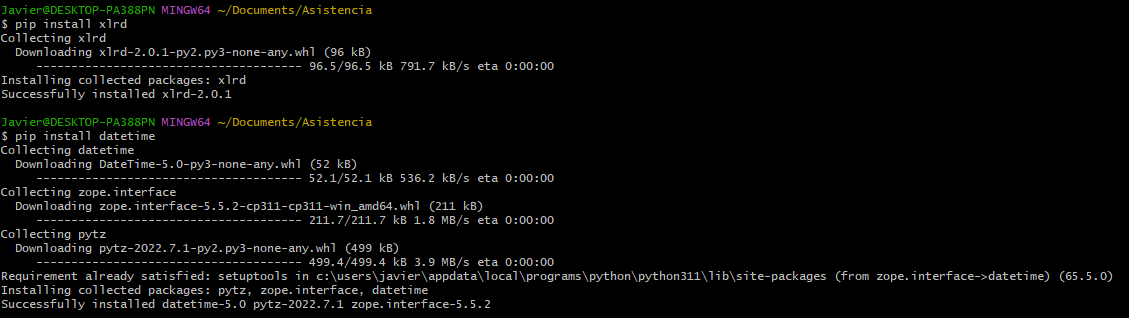 Javier@DESKTOP-PA388PN MINGW64 ~/Documents/Asistencia
$ pip install xlrd
Collecting xlrd
  Downloading xlrd-2.0.1-py2.py3-none-any.whl (96 kB)
     ---------------------------------------- 96.5/96.5 kB 791.7 kB/s eta 0:00:00
Installing collected packages: xlrd
Successfully installed xlrd-2.0.1

Javier@DESKTOP-PA388PN MINGW64 ~/Documents/Asistencia
$ pip install datetime
Collecting datetime
  Downloading DateTime-5.0-py3-none-any.whl (52 kB)
     ---------------------------------------- 52.1/52.1 kB 536.2 kB/s eta 0:00:00
Collecting zope.interface
  Downloading zope.interface-5.5.2-cp311-cp311-win_amd64.whl (211 kB)
     ---------------------------------------- 211.7/211.7 kB 1.8 MB/s eta 0:00:00
Collecting pytz
  Downloading pytz-2022.7.1-py2.py3-none-any.whl (499 kB)
     ---------------------------------------- 499.4/499.4 kB 3.9 MB/s eta 0:00:00
Requirement already satisfied: setuptools in c:\users\javier\appdata\local\programs\python\python311\lib\site-packages (from zope.interface->datetime) (65.5.0)
Installing collected packages: pytz, zope.interface, datetime
Successfully installed datetime-5.0 pytz-2022.7.1 zope.interface-5.5.2